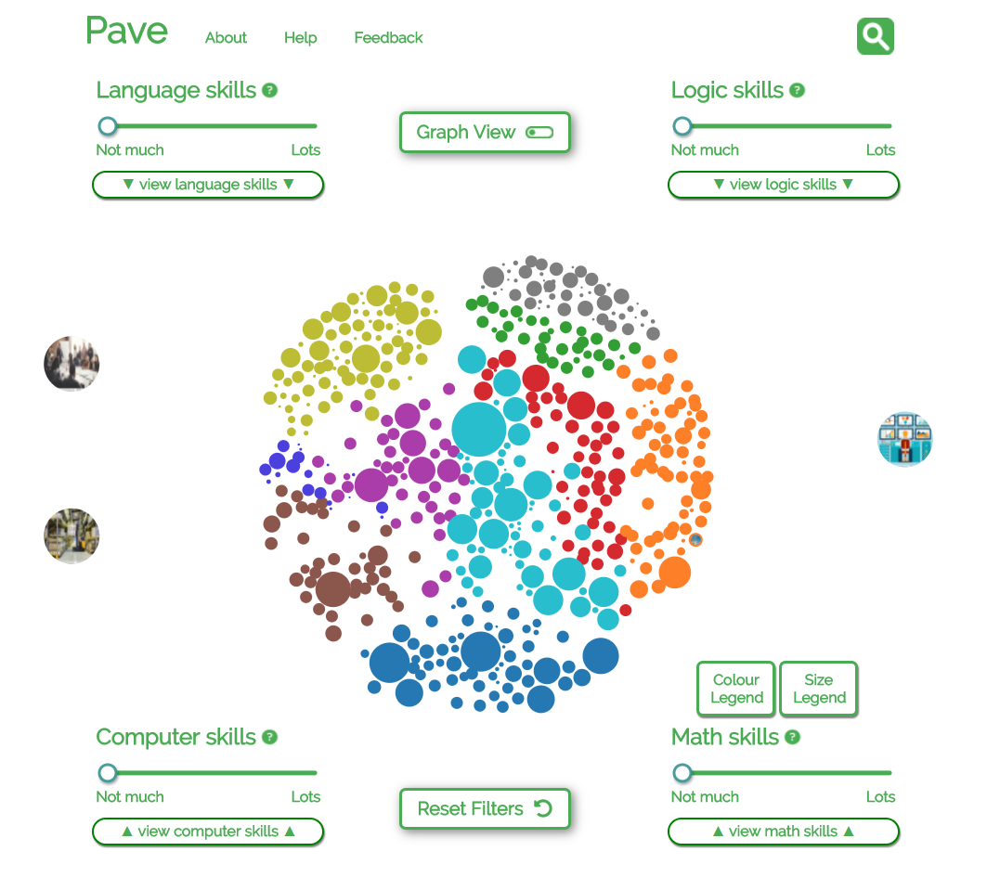 Pave
About
Help
Feedback
Language skills ?
Logic skills ?
Graph View
Not much
Lots
Not much
Lots
▼ view language skills ▼
▼ view logic skills ▼
Colour
Legend
Size
Legend
Computer skills ?
Math skills ?
Not much
Lots
Not much
Lots
Reset Filters
▲ view computer skills ▲
▲ view math skills ▲